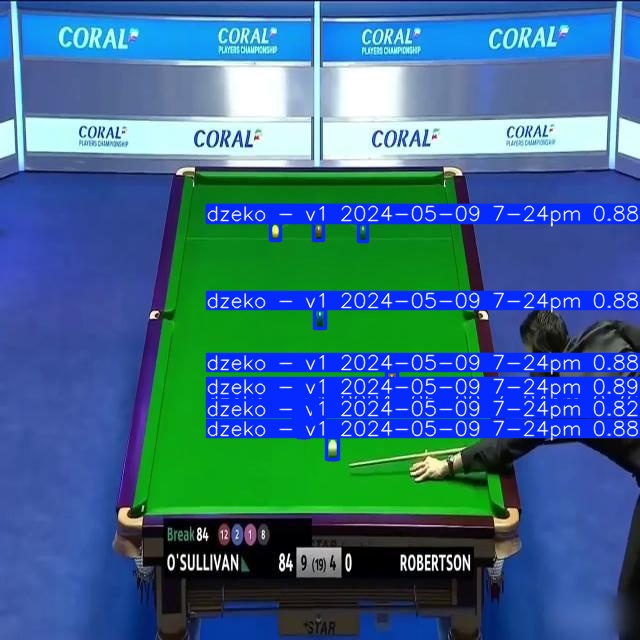 CORAL
CORAL
PLAYERS CHAMPIONSHIP
CORAL
PLAYERS CHAMPIONSHIP
CORAL
CORAL
PLAYERS CHAMPIONSHIP
CORAL
CORAL
CORAL
PLAYERS CHAMPIONSHIP
dzeko - v1 2024-05-09 7-24pm 0.88
dzeko - v1 2024-05-09 7-24pm 0.88
dzeko - v1 2024-05-09 7-24pm 0.88
dzeko - v1 2024-05-09 7-24pm 0.89
dzeko - v1 2024-05-09 7-24pm 0.82
dzeko - v1 2024-05-09 7-24pm 0.88
Break 84 12 2 1 8
O'SULLIVAN 84 9 (19) 4 0 ROBERTSON
STAR